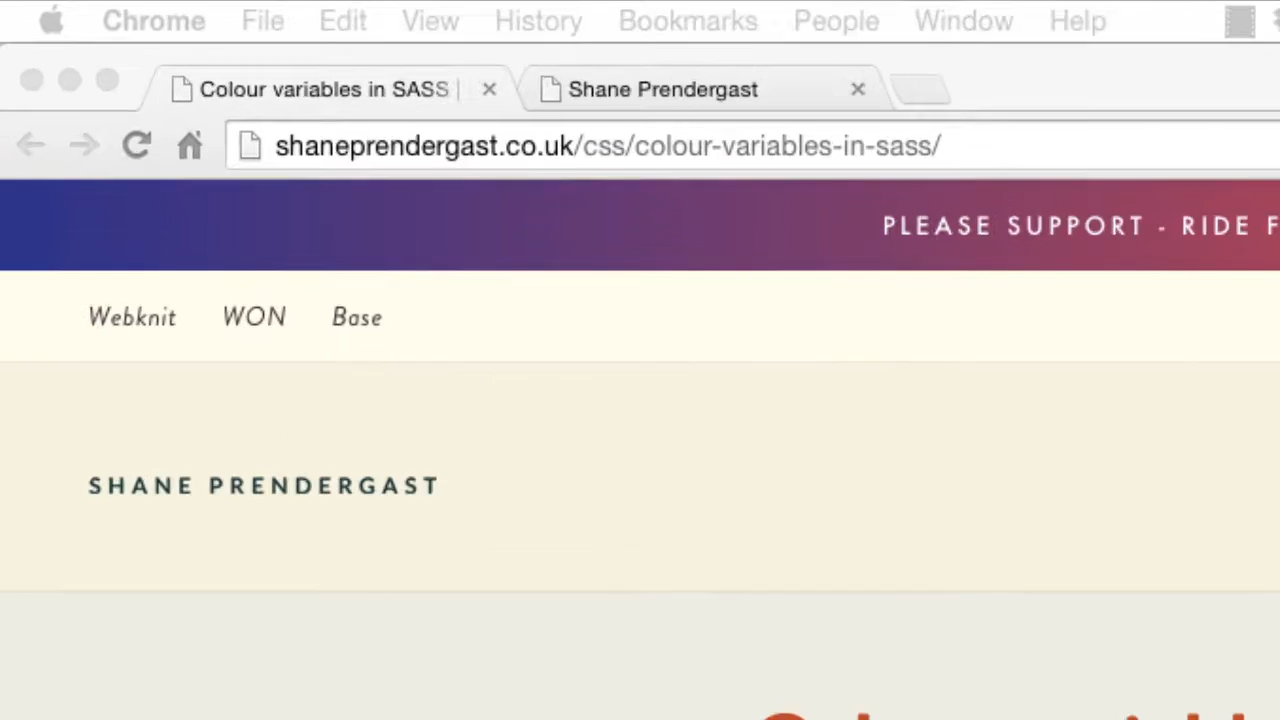 Chrome File Edit View History Bookmarks People Window Help
Colour variables in SASS | Shane Prendergast
shaneprendergast.co.uk/css/colour-variables-in-sass/
PLEASE SUPPORT - RIDE F
Webknit WON Base
SHANE PRENDERGAST